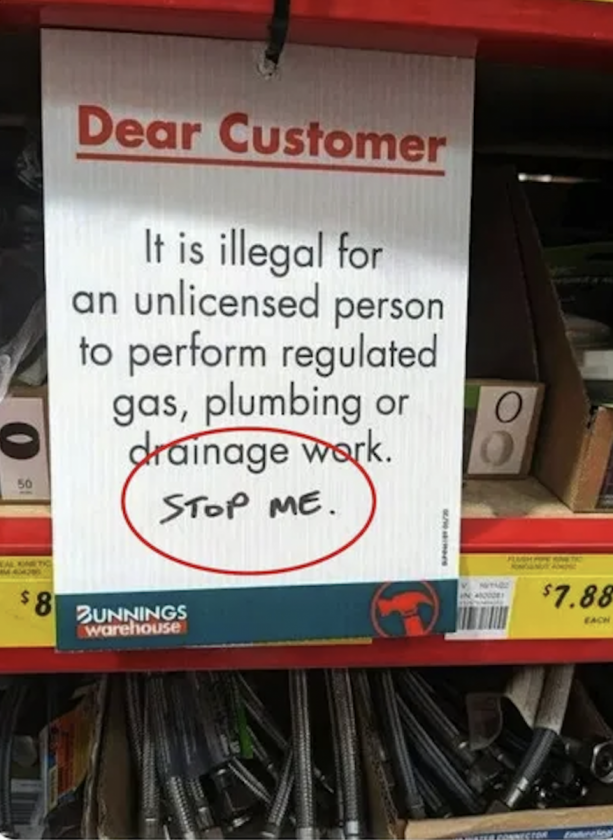 Dear Customer
It is illegal for
an unlicensed person
to perform regulated
gas, plumbing or
drainage work.
STOP ME.
BUNNINGS
warehouse
50
$8
$7.88
EACH